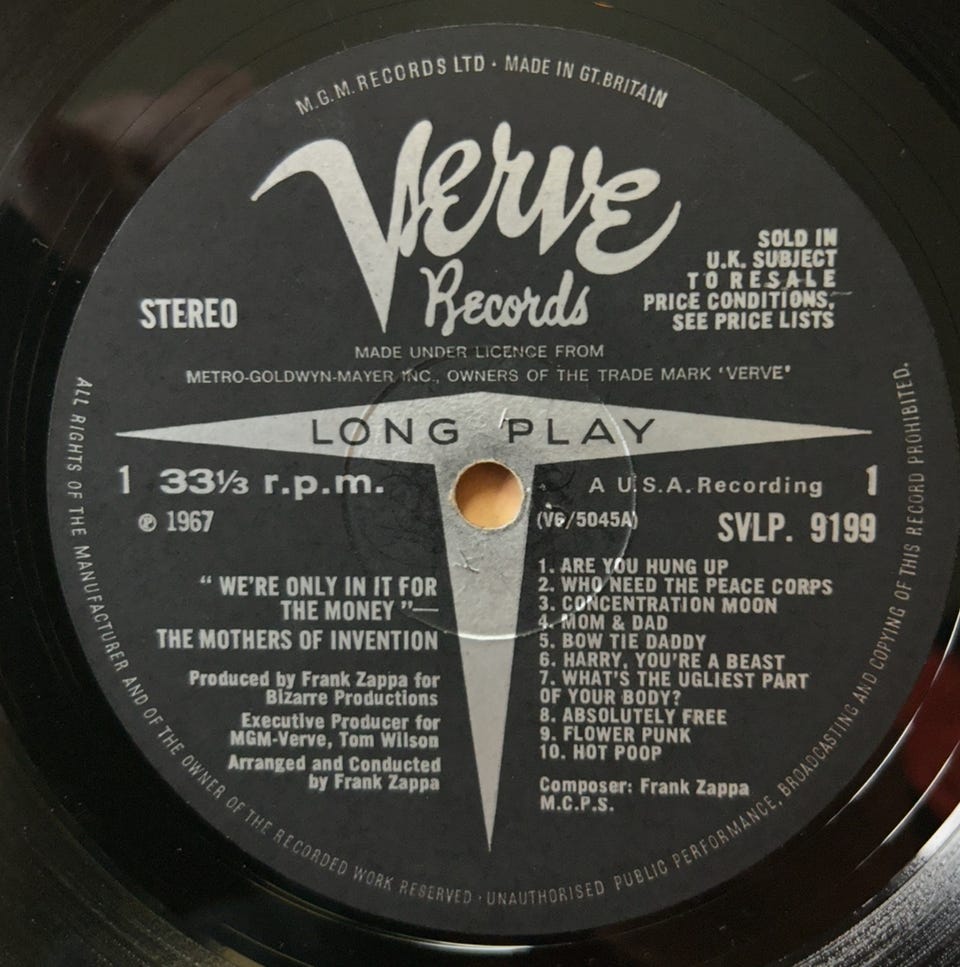 M.G.M. RECORDS LTD · MADE IN GT. BRITAIN
Verve
Records
STEREO
SOLD IN
U.K. SUBJECT
TO RESALE
PRICE CONDITIONS,
SEE PRICE LISTS
MADE UNDER LICENCE FROM
METRO-GOLDWYN-MAYER INC., OWNERS OF THE TRADE MARK 'VERVE'
LONG PLAY
1 33⅓ r.p.m.
A U.S.A. Recording 1
℗ 1967
(V6/5045A)
SVLP. 9199
“ WE'RE ONLY IN IT FOR
THE MONEY ”—
THE MOTHERS OF INVENTION
Produced by Frank Zappa for
Bizarre Productions
Executive Producer for
MGM-Verve, Tom Wilson
Arranged and Conducted
by Frank Zappa
1. ARE YOU HUNG UP
2. WHO NEED THE PEACE CORPS
3. CONCENTRATION MOON
4. MOM & DAD
5. BOW TIE DADDY
6. HARRY, YOU'RE A BEAST
7. WHAT'S THE UGLIEST PART
OF YOUR BODY?
8. ABSOLUTELY FREE
9. FLOWER PUNK
10. HOT POOP
Composer: Frank Zappa
M.C.P.S.
ALL RIGHTS OF THE MANUFACTURER AND OF THE OWNER OF THE RECORDED WORK RESERVED · UNAUTHORISED PUBLIC PERFORMANCE, BROADCASTING AND COPYING OF THIS RECORD PROHIBITED.